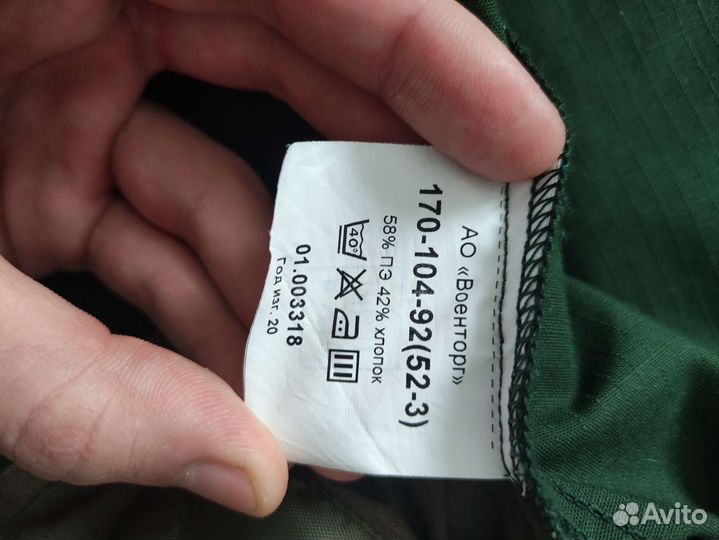 АО «Военторг»
170-104-92(52-3)
58% ПЭ 42% хлопок
40°
01.003318
Год изг. 20
Avito